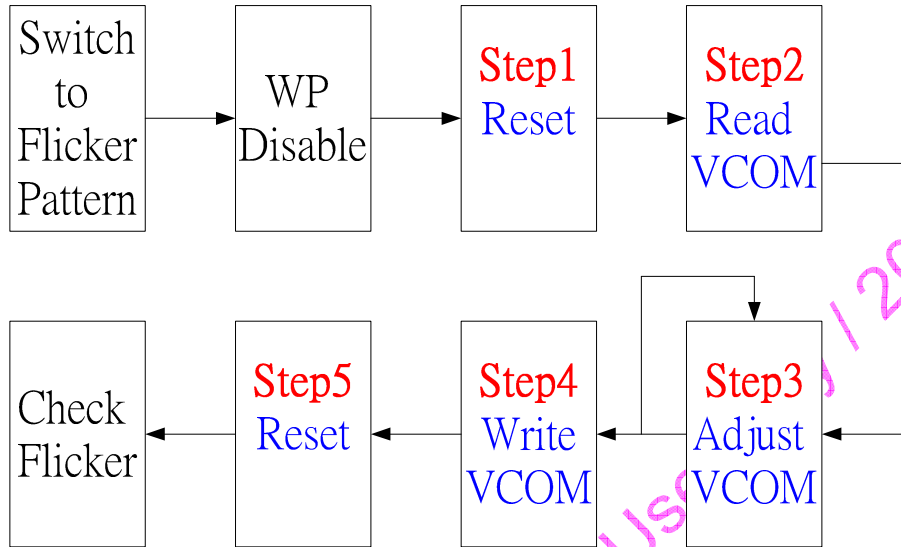 Switch
to
Flicker
Pattern
WP
Disable
Step1
Reset
Step2
Read
VCOM
Step3
Adjust
VCOM
Step4
Write
VCOM
Step5
Reset
Check
Flicker